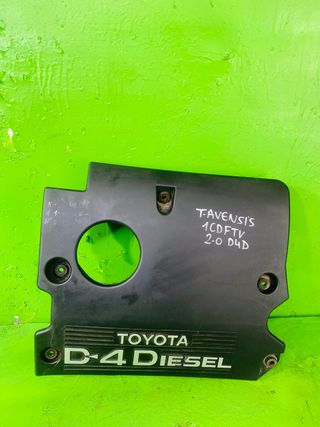 T.AVENSIS
1CDFTV
2.0 D4D
TOYOTA
D-4 DIESEL